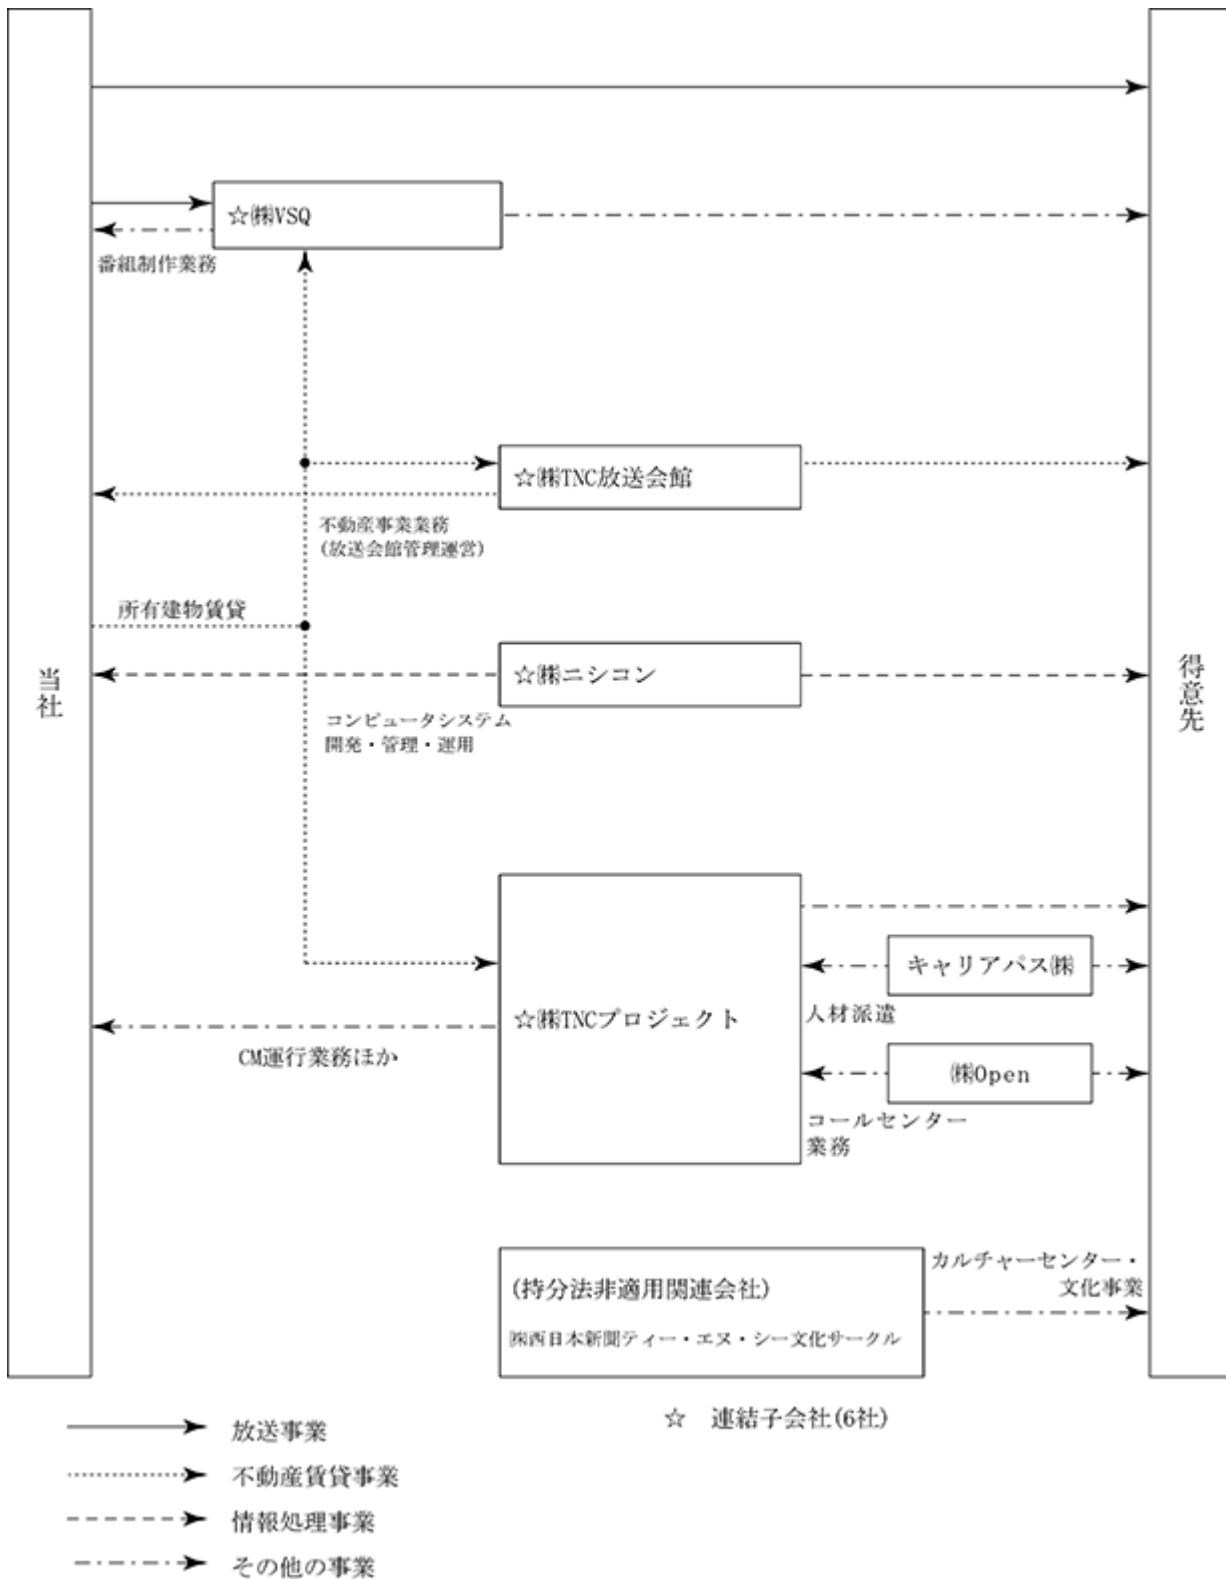 ☆㈱VSQ
番組制作業務
☆㈱TNC放送会館
不動産事業業務
(放送会館管理運営)
所有建物賃貸
当社
☆㈱ニシコン
得意先
コンピュータシステム
開発・管理・運用
キャリアパス㈱
人材派遣
☆㈱TNCプロジェクト
CM運行業務ほか
㈱Open
コールセンター
業務
カルチャーセンター・
文化事業
(持分法非適用関連会社)
㈱西日本新聞ティー・エヌ・シー文化サークル
☆ 連結子会社(6社)
放送事業
不動産賃貸事業
情報処理事業
その他の事業